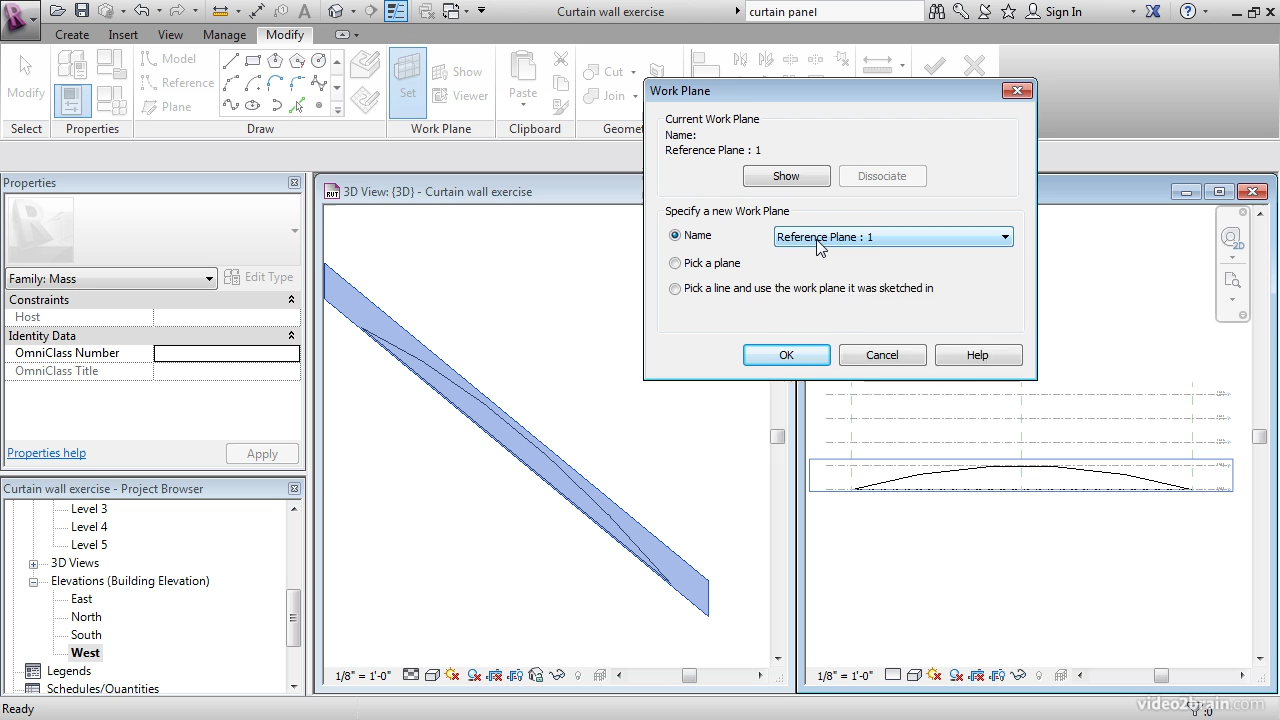 Curtain wall exercise
curtain panel
Sign In
Create Insert View Manage Modify
Modify
Model
Reference
Plane
Set
Show
Viewer
Paste
Cut
Join
Select Properties Draw Work Plane Clipboard Geomet
Work Plane
Current Work Plane
Name:
Reference Plane : 1
Show Dissociate
Specify a new Work Plane
Name Reference Plane : 1
Pick a plane
Pick a line and use the work plane it was sketched in
OK Cancel Help
Properties
Family: Mass Edit Type
Constraints
Host
Identity Data
OmniClass Number
OmniClass Title
Properties help Apply
Curtain wall exercise - Project Browser
Level 3
Level 4
Level 5
3D Views
Elevations (Building Elevation)
East
North
South
West
Legends
Schedules/Quantities
3D View: {3D} - Curtain wall exercise
2D
1/8" = 1'-0"
1/8" = 1'-0"
Ready
:0
video2brain.com